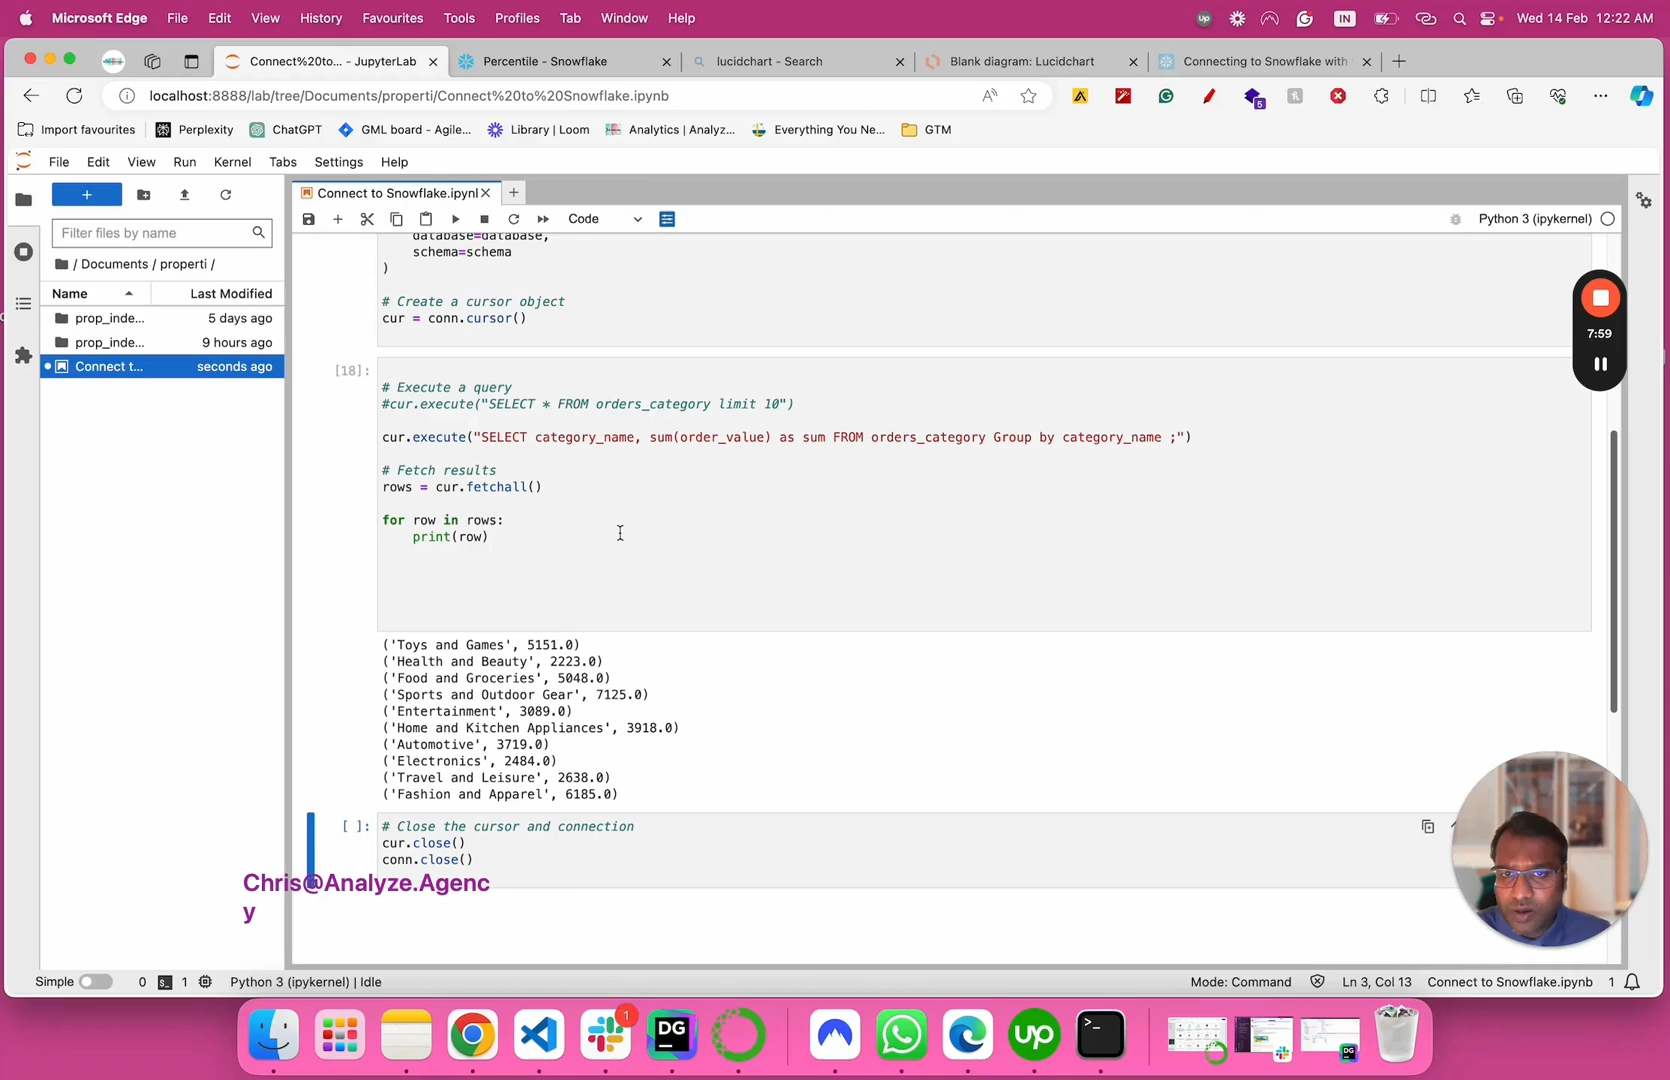 Microsoft Edge File Edit View History Favourites Tools Profiles Tab Window Help
up IN Wed 14 Feb 12:22 AM
Connect%20to... - JupyterLab
Percentile - Snowflake
lucidchart - Search
Blank diagram: Lucidchart
Connecting to Snowflake with
localhost:8888/lab/tree/Documents/properti/Connect%20to%20Snowflake.ipynb
5
Import favourites Perplexity ChatGPT GML board - Agile... Library | Loom Analytics | Analyz... Everything You Ne... GTM
File Edit View Run Kernel Tabs Settings Help
+
Connect to Snowflake.ipynl
Code
Python 3 (ipykernel)
Filter files by name
/ Documents / properti /
Name Last Modified
prop_inde... 5 days ago
prop_inde... 9 hours ago
Connect t... seconds ago
database=database,
schema=schema
)
# Create a cursor object
cur = conn.cursor()
7:59
[18]:
# Execute a query
#cur.execute("SELECT * FROM orders_category limit 10")
cur.execute("SELECT category_name, sum(order_value) as sum FROM orders_category Group by category_name ;")
# Fetch results
rows = cur.fetchall()
for row in rows:
print(row)
('Toys and Games', 5151.0)
('Health and Beauty', 2223.0)
('Food and Groceries', 5048.0)
('Sports and Outdoor Gear', 7125.0)
('Entertainment', 3089.0)
('Home and Kitchen Appliances', 3918.0)
('Automotive', 3719.0)
('Electronics', 2484.0)
('Travel and Leisure', 2638.0)
('Fashion and Apparel', 6185.0)
[ ]:
# Close the cursor and connection
cur.close()
conn.close()
Chris@Analyze.Agenc
y
Simple 0 1 Python 3 (ipykernel) | Idle
Mode: Command Ln 3, Col 13 Connect to Snowflake.ipynb 1
1
DG
up
>_
DG